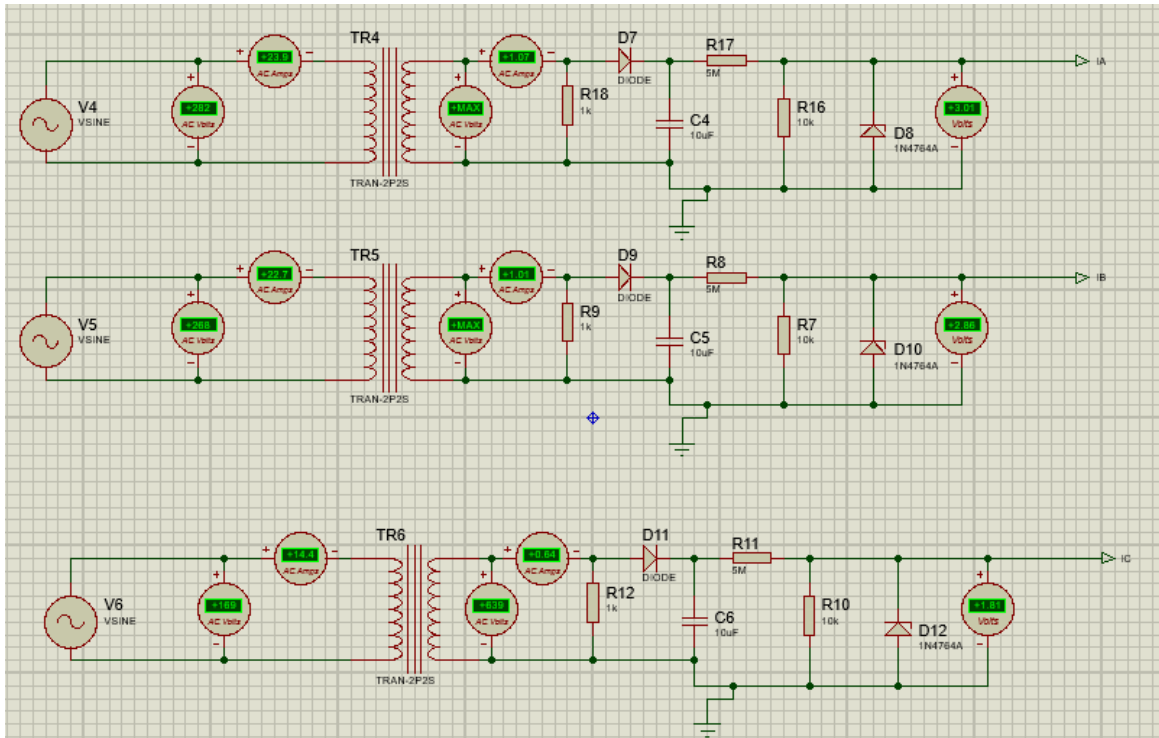 TR4
D7
R17
+23.9
AC Amps
+1.07
AC Amps
DIODE
5M
IA
V4
VSINE
+282
AC Volts
+MAX
AC Volts
R18
1k
C4
10uF
R16
10k
D8
1N4764A
+3.01
Volts
TRAN-2P2S
TR5
D9
R8
+22.7
AC Amps
+1.01
AC Amps
DIODE
5M
IB
V5
VSINE
+268
AC Volts
+MAX
AC Volts
R9
1k
C5
10uF
R7
10k
D10
1N4764A
+2.86
Volts
TRAN-2P2S
TR6
D11
R11
+14.4
AC Amps
+0.64
AC Amps
DIODE
5M
IC
V6
VSINE
+169
AC Volts
+639
AC Volts
R12
1k
C6
10uF
R10
10k
D12
1N4764A
+1.81
Volts
TRAN-2P2S